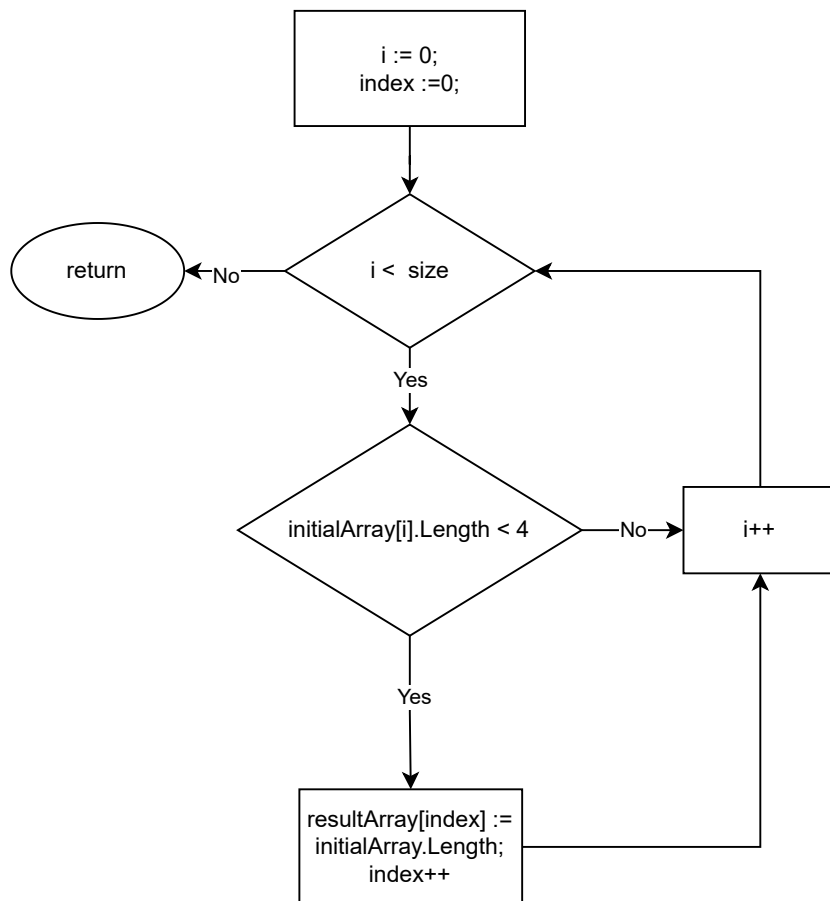 i := 0;
index :=0;
return
No
i <  size
Yes
initialArray[i].Length < 4
No
i++
Yes
resultArray[index] :=
initialArray.Length;
index++